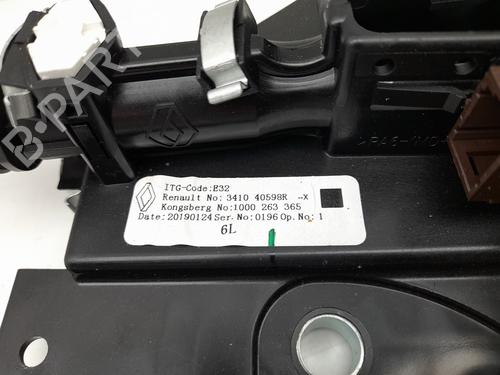 B-PARTS
>PA6-
ITG-Code:E32
Renault No: 3410 40598R --X
Kongsberg No:1000 263 365
Date:20190124 Ser.No:0196 Op.No:1
6L